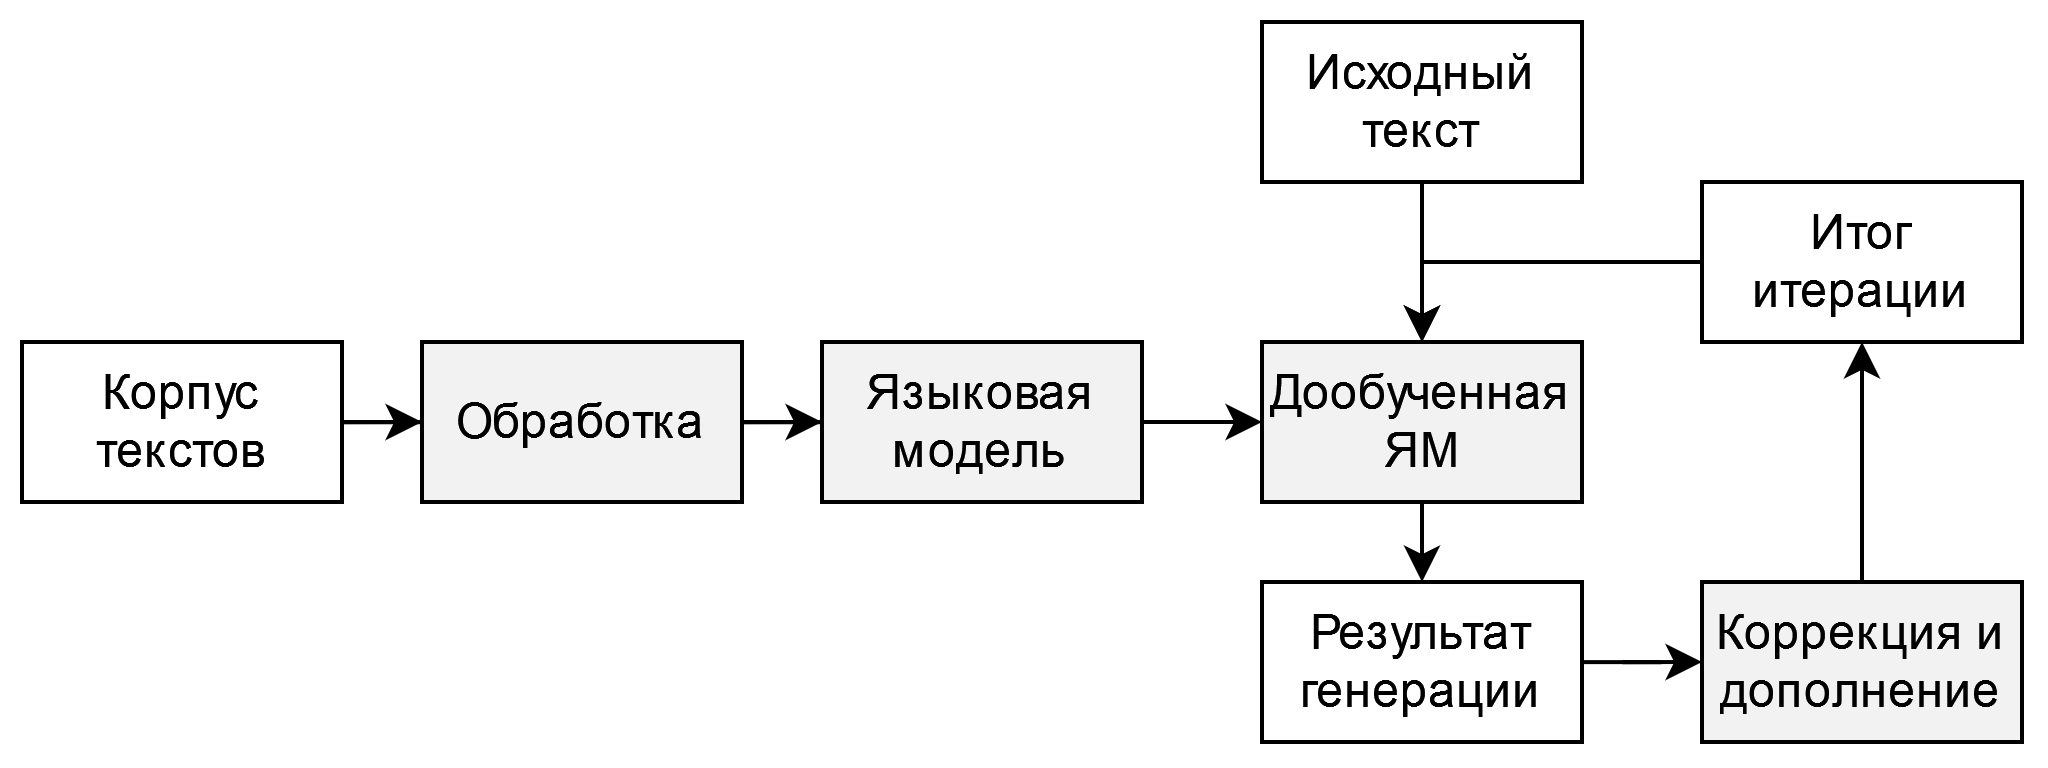 Исходный
текст
Итог
итерации
Корпус
текстов
Обработка
Языковая
модель
Дообученная
ЯМ
Результат
генерации
Коррекция и
дополнение